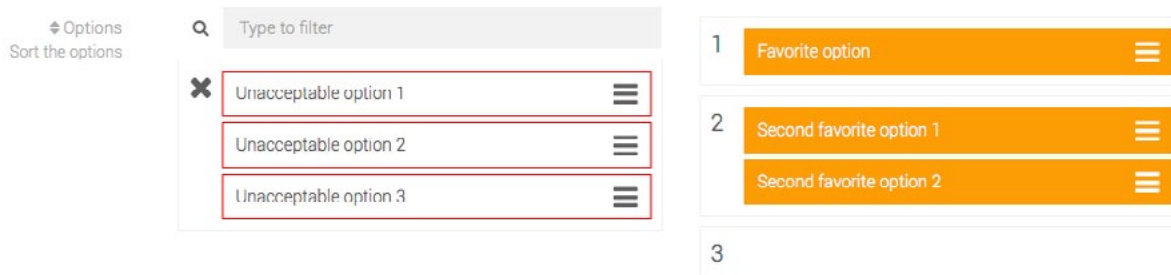 Options
Sort the options
Type to filter
Unacceptable option 1
Unacceptable option 2
Unacceptable option 3
1
Favorite option
2
Second favorite option 1
Second favorite option 2
3